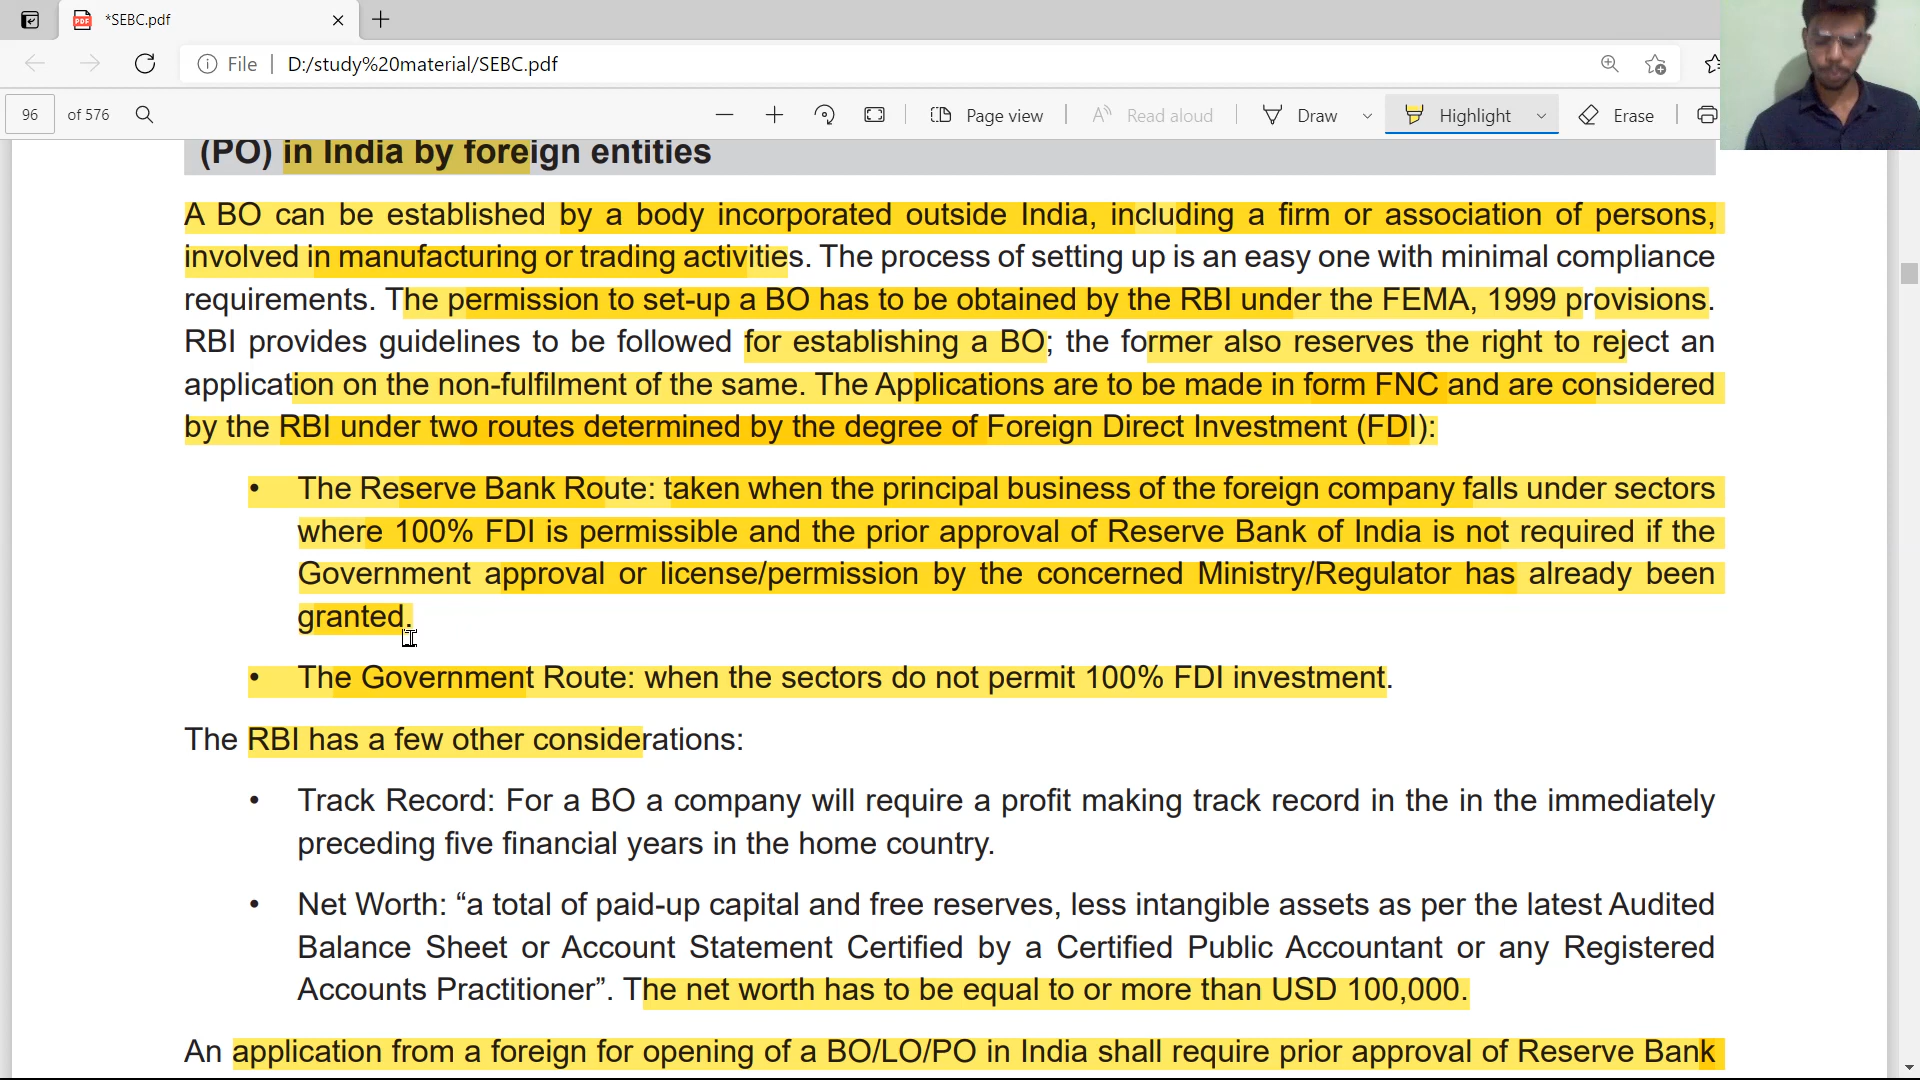 *SEBC.pdf
File
D:/study%20material/SEBC.pdf
96 of 576
Page view
Read aloud
Draw
Highlight
Erase
(PO) in India by foreign entities
A BO can be established by a body incorporated outside India, including a firm or association of persons,
involved in manufacturing or trading activities. The process of setting up is an easy one with minimal compliance
requirements. The permission to set-up a BO has to be obtained by the RBI under the FEMA, 1999 provisions.
RBI provides guidelines to be followed for establishing a BO; the former also reserves the right to reject an
application on the non-fulfilment of the same. The Applications are to be made in form FNC and are considered
by the RBI under two routes determined by the degree of Foreign Direct Investment (FDI):
• The Reserve Bank Route: taken when the principal business of the foreign company falls under sectors
where 100% FDI is permissible and the prior approval of Reserve Bank of India is not required if the
Government approval or license/permission by the concerned Ministry/Regulator has already been
granted.
• The Government Route: when the sectors do not permit 100% FDI investment.
The RBI has a few other considerations:
• Track Record: For a BO a company will require a profit making track record in the in the immediately
preceding five financial years in the home country.
• Net Worth: “a total of paid-up capital and free reserves, less intangible assets as per the latest Audited
Balance Sheet or Account Statement Certified by a Certified Public Accountant or any Registered
Accounts Practitioner”. The net worth has to be equal to or more than USD 100,000.
An application from a foreign for opening of a BO/LO/PO in India shall require prior approval of Reserve Bank